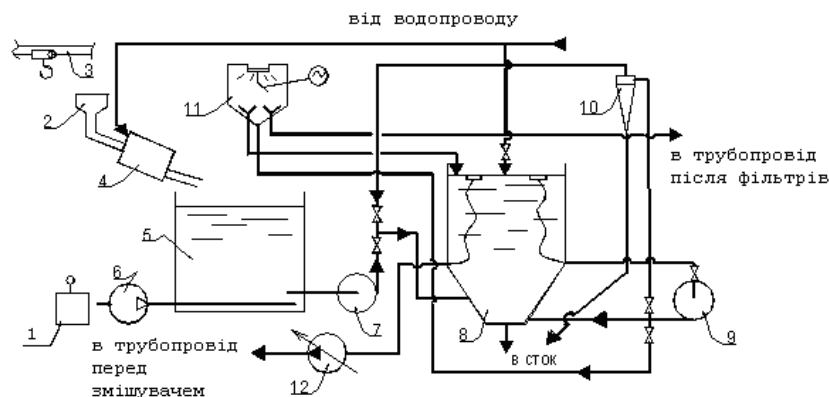 від водопроводу
3
11
10
2
4
в трубопровід
після фільтрів
5
6
1
7
8
9
в трубопровід
перед
змішувачем
12
В СТОК